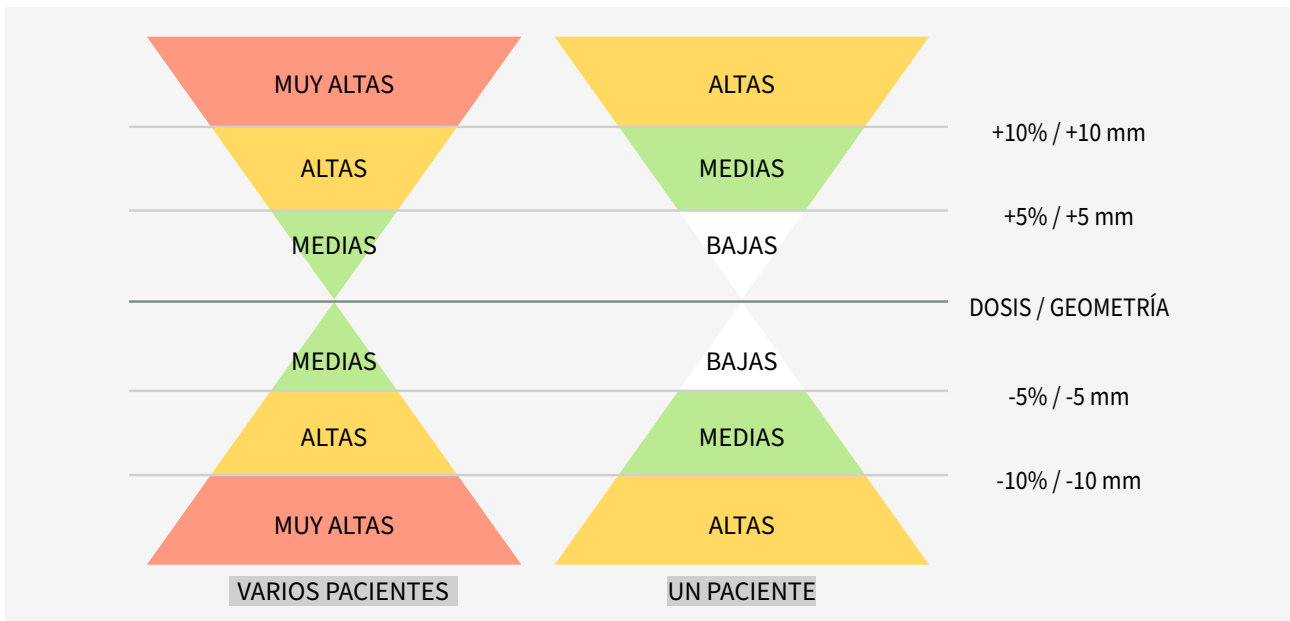 MUY ALTAS
ALTAS
+10% / +10 mm
ALTAS
MEDIAS
+5% / +5 mm
MEDIAS
BAJAS
DOSIS / GEOMETRÍA
MEDIAS
BAJAS
-5% / -5 mm
ALTAS
MEDIAS
-10% / -10 mm
MUY ALTAS
ALTAS
VARIOS PACIENTES
UN PACIENTE